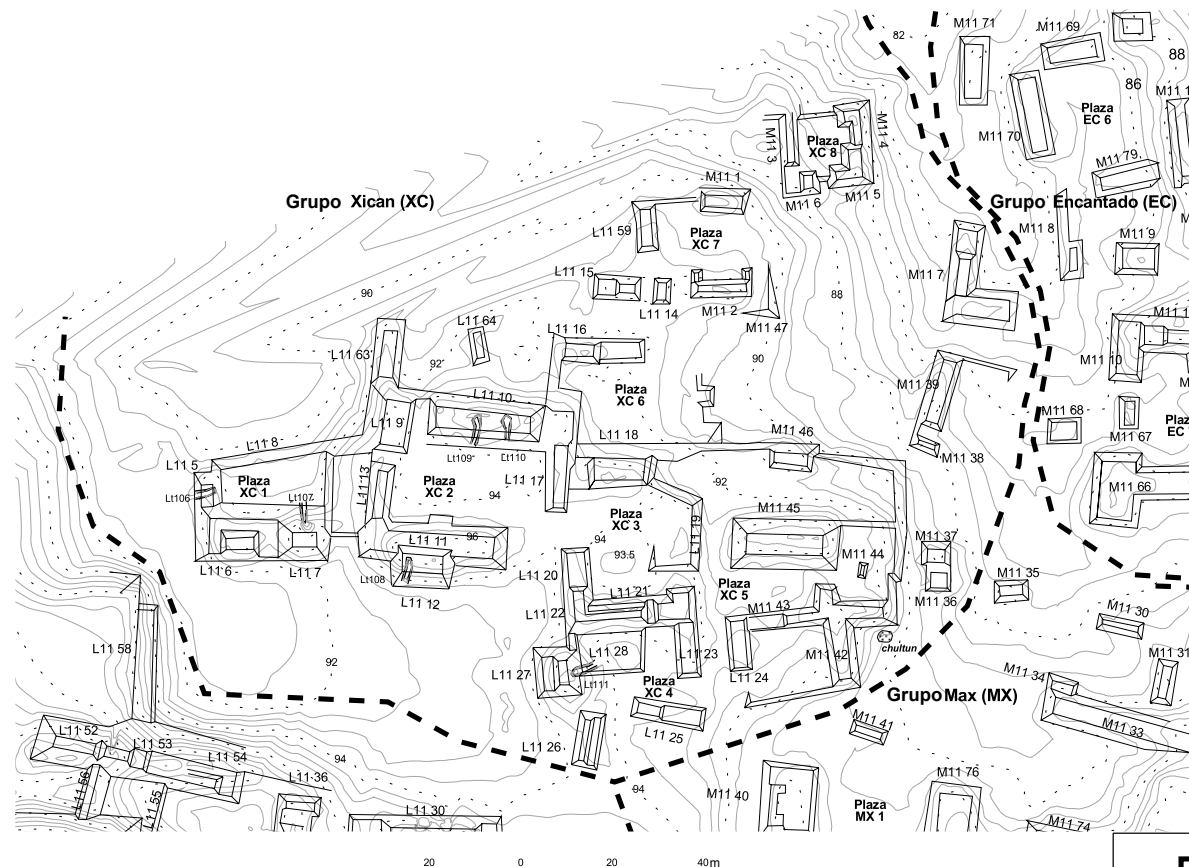 M11 71
M11 69
82
88
86
Plaza
EC 6
M11 70
M11 79
M11 3
Plaza
XC 8
M11 4
M11 5
M11 6
M11 1
Grupo Xican (XC)
Grupo Encantado (EC)
L11 59
Plaza
XC 7
M11 8
M11 9
M11 7
L11 15
L11 14
M11 2
M11 47
90
88
L11 64
L11 16
L11 63
92
90
M11 10
M11 39
Plaza
XC 6
L11 10
L11 9
M11 68
M11 67
L11 18
M11 46
L11 8
Lt109
Lt110
M11 38
L11 5
L11 13
L11 17
Plaza
XC 1
Plaza
XC 2
92
M11 66
Lt106
Lt107
94
Plaza
XC 3
M11 45
L11 19
L11 11
96
94
93.5
M11 44
M11 37
L11 6
L11 7
Lt108
L11 20
Plaza
XC 5
M11 35
L11 12
L11 21
M11 36
L11 22
M11 43
M11 30
chultun
L11 58
92
L11 28
L11 23
M11 42
M11 31
L11 27
Lt111
Plaza
XC 4
L11 24
M11 34
Grupo Max (MX)
L11 52
L11 53
L11 26
L11 25
M11 41
M11 33
L11 54
94
L11 56
L11 36
94
M11 40
M11 76
L11 55
L11 30
Plaza
MX 1
M11 74
20
0
20
40 m